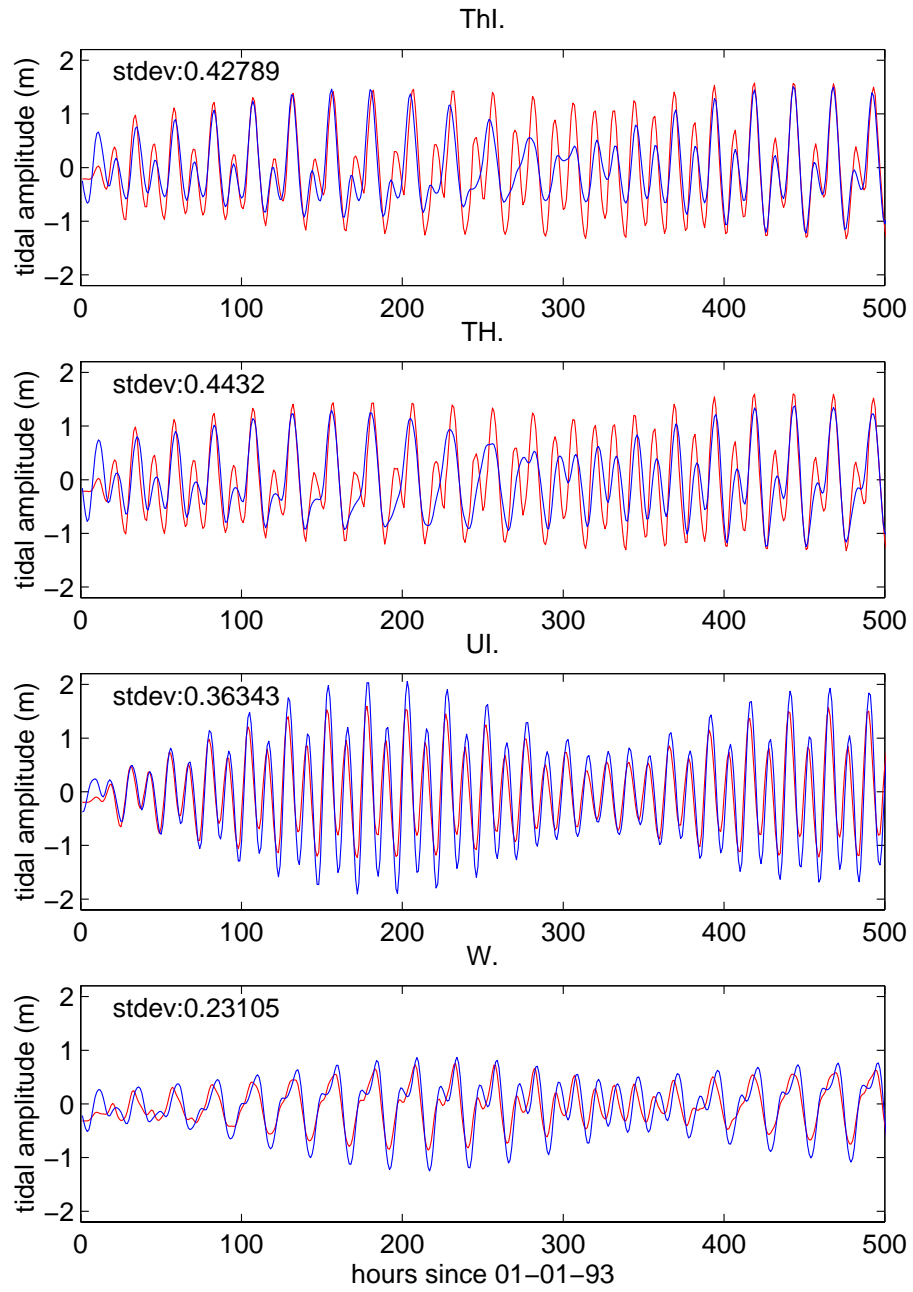 ThI.
stdev:0.42789
tidal amplitude (m)
2
1
0
−1
−2
0 100 200 300 400 500
TH.
stdev:0.4432
tidal amplitude (m)
2
1
0
−1
−2
0 100 200 300 400 500
UI.
stdev:0.36343
tidal amplitude (m)
2
1
0
−1
−2
0 100 200 300 400 500
W.
stdev:0.23105
tidal amplitude (m)
2
1
0
−1
−2
0 100 200 300 400 500
hours since 01−01−93